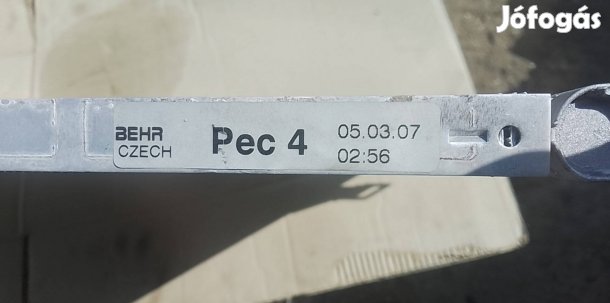 Jófogás
BEHR
CZECH
Pec 4
05.03.07
02:56